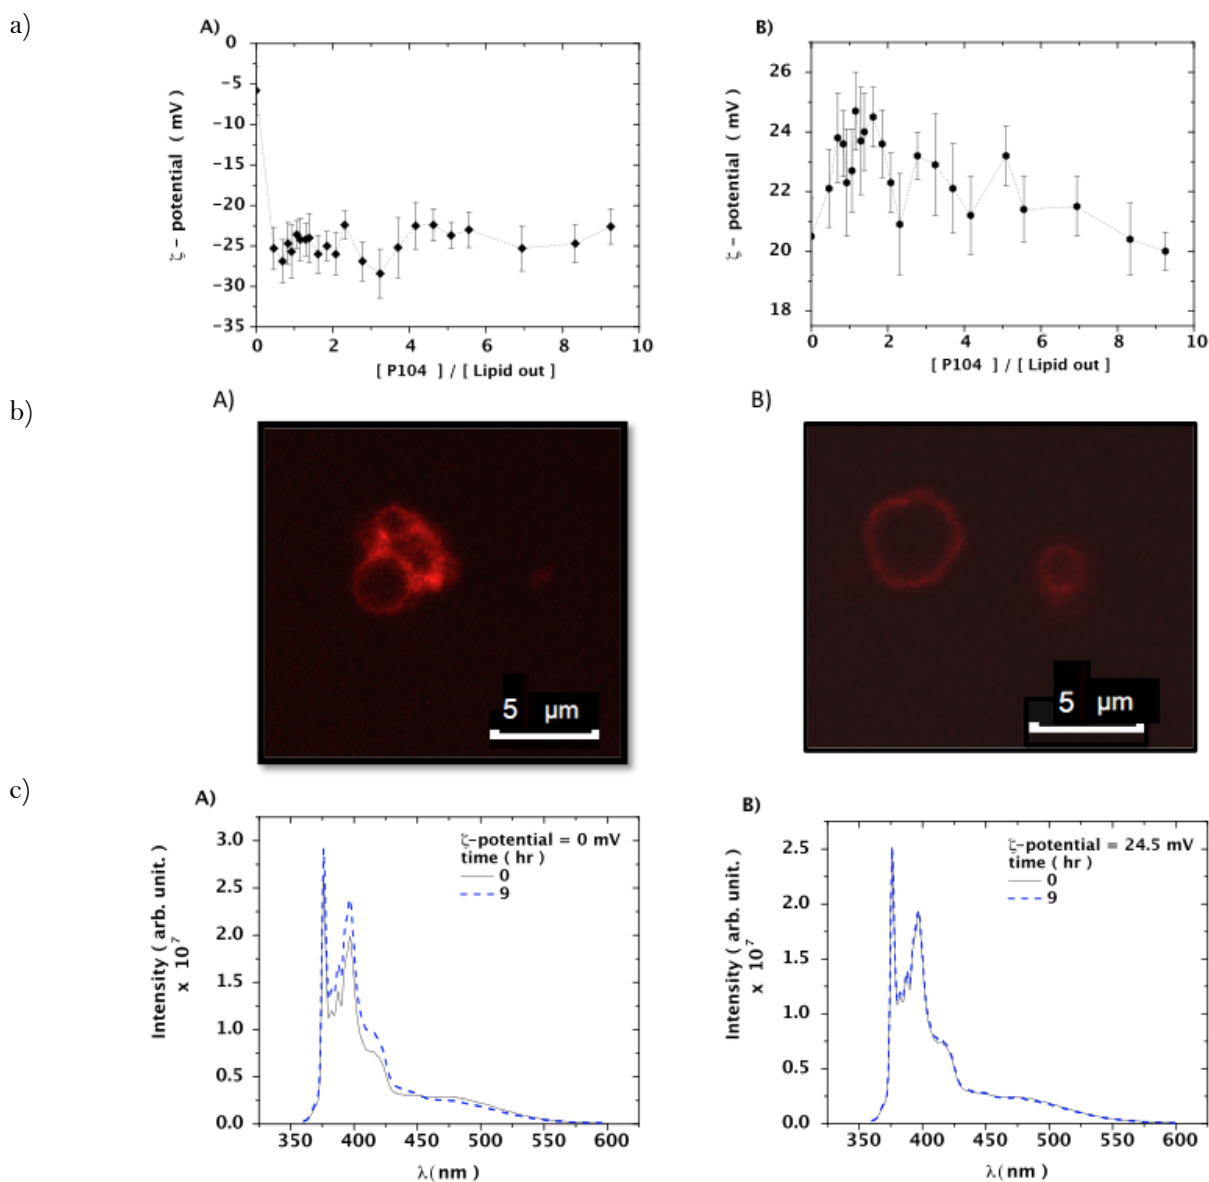 a)
A)
0
−5
−10
−15
−20
−25
−30
−35
ζ - potential ( mV )
0 2 4 6 8 10
[ P104 ] / [ Lipid out ]
B)
26
24
22
20
18
ζ - potential ( mV )
0 2 4 6 8 10
[ P104 ] / [ Lipid out ]
b)
A)
5 µm
B)
5 µm
c)
A)
ζ-potential = 0 mV
time ( hr )
0
9
3.0
2.5
2.0
1.5
1.0
0.5
0.0
Intensity ( arb. unit. )
x 10^7
350 400 450 500 550 600
λ( nm )
B)
ζ-potential = 24.5 mV
time ( hr )
0
9
2.5
2.0
1.5
1.0
0.5
0.0
Intensity ( arb. unit. )
x 10^7
350 400 450 500 550 600
λ( nm )